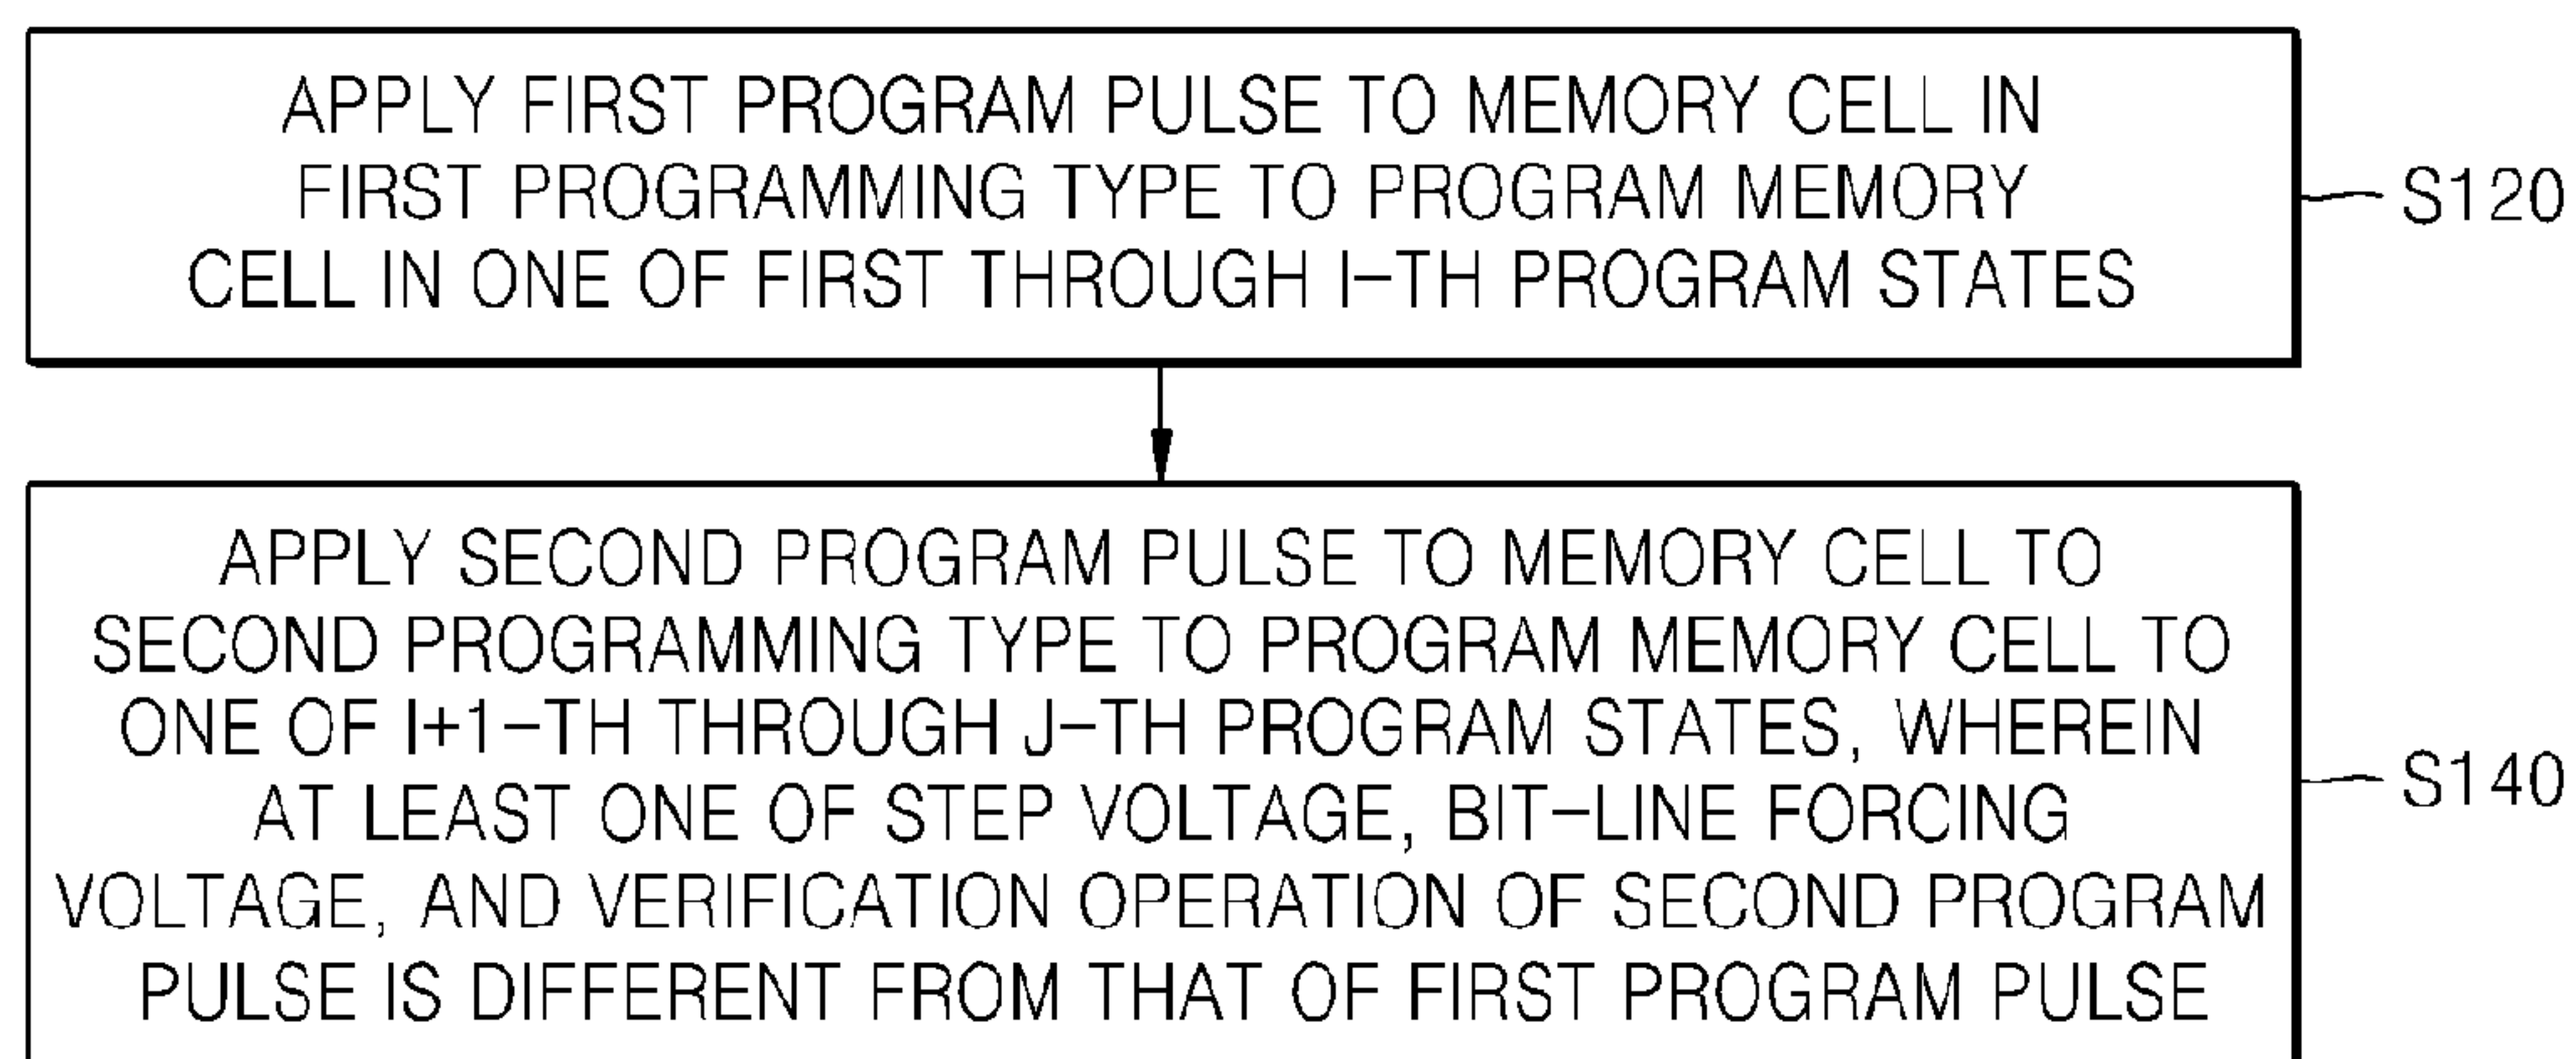 APPLY FIRST PROGRAM PULSE TO MEMORY CELL IN
FIRST PROGRAMMING TYPE TO PROGRAM MEMORY
CELL IN ONE OF FIRST THROUGH I-TH PROGRAM STATES
S120
APPLY SECOND PROGRAM PULSE TO MEMORY CELL TO
SECOND PROGRAMMING TYPE TO PROGRAM MEMORY CELL TO
ONE OF I+1-TH THROUGH J-TH PROGRAM STATES, WHEREIN
AT LEAST ONE OF STEP VOLTAGE, BIT-LINE FORCING
VOLTAGE, AND VERIFICATION OPERATION OF SECOND PROGRAM
PULSE IS DIFFERENT FROM THAT OF FIRST PROGRAM PULSE
S140